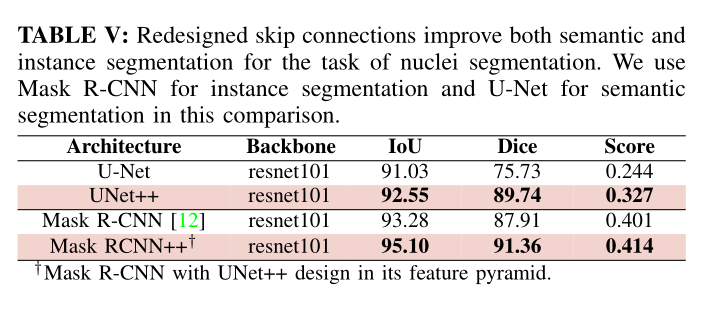 TABLE V: Redesigned skip connections improve both semantic and
instance segmentation for the task of nuclei segmentation. We use
Mask R-CNN for instance segmentation and U-Net for semantic
segmentation in this comparison.
Architecture Backbone IoU Dice Score
U-Net resnet101 91.03 75.73 0.244
UNet++ resnet101 92.55 89.74 0.327
Mask R-CNN [12] resnet101 93.28 87.91 0.401
Mask RCNN++† resnet101 95.10 91.36 0.414
†Mask R-CNN with UNet++ design in its feature pyramid.